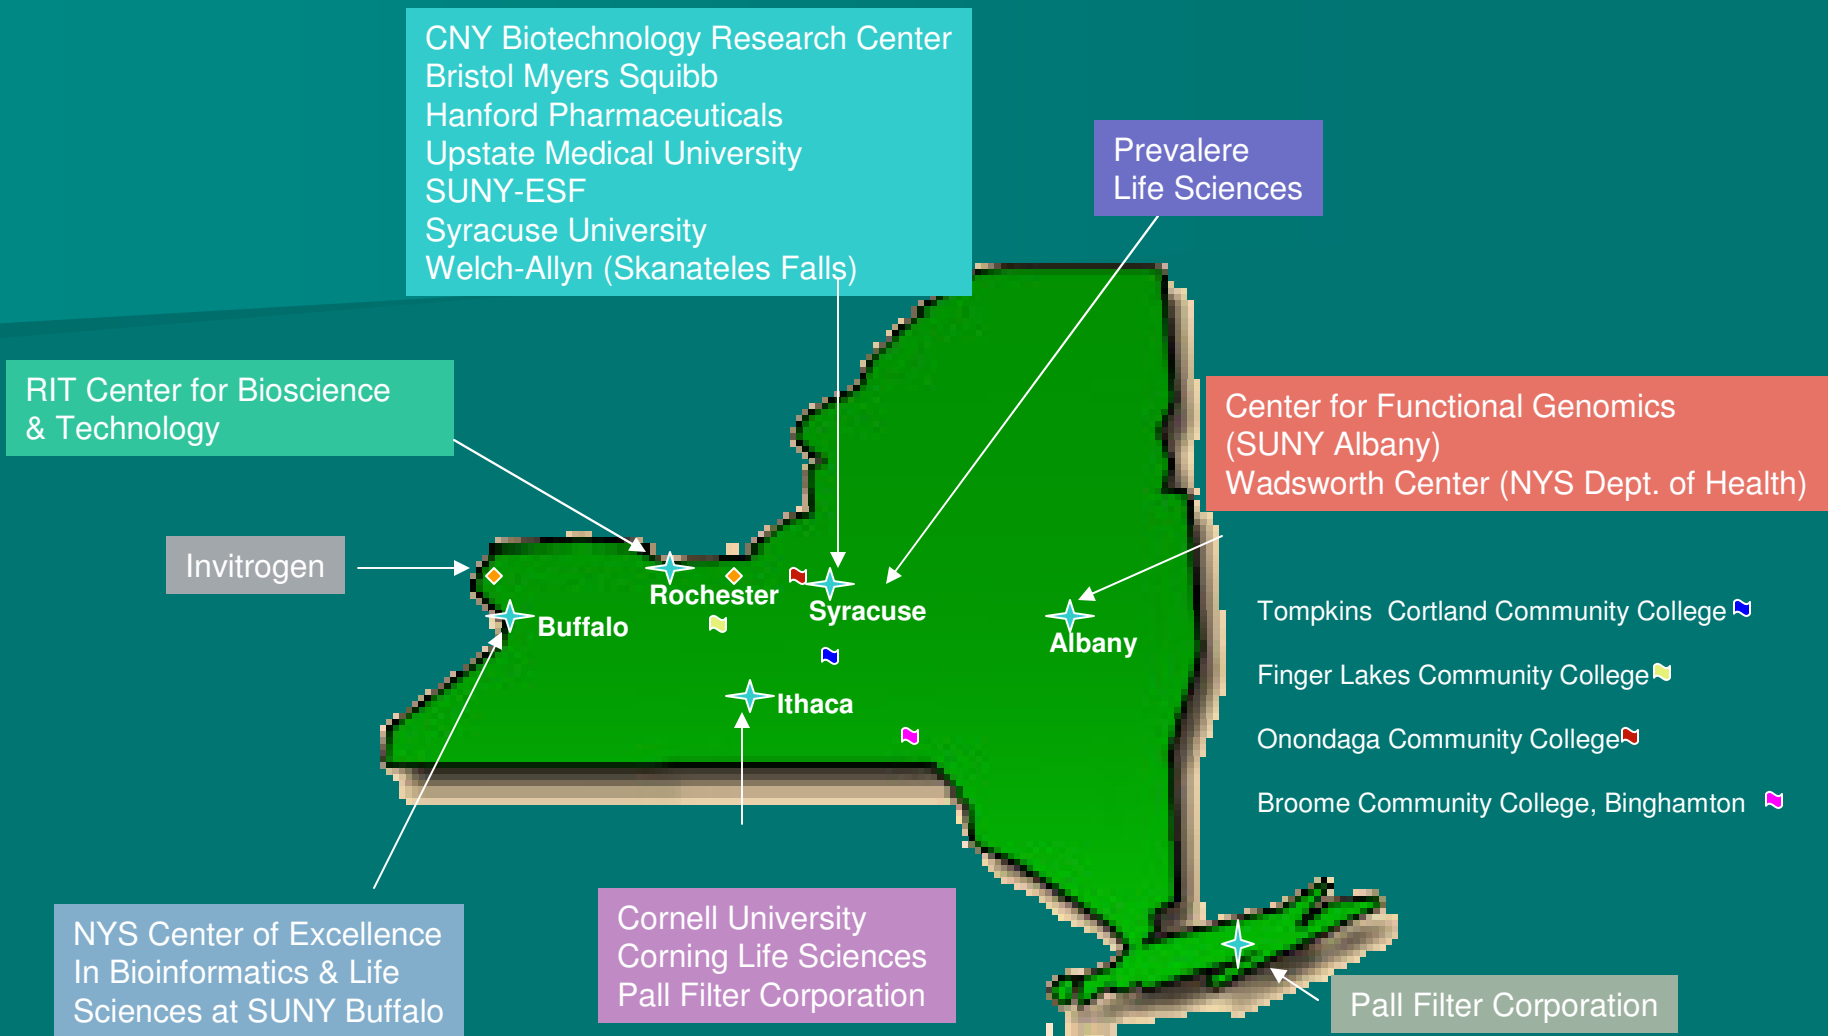 CNY Biotechnology Research Center
Bristol Myers Squibb
Hanford Pharmaceuticals
Upstate Medical University
SUNY-ESF
Syracuse University
Welch-Allyn (Skanateles Falls)
Prevalere
Life Sciences
RIT Center for Bioscience
& Technology
Center for Functional Genomics
(SUNY Albany)
Wadsworth Center (NYS Dept. of Health)
Invitrogen
Rochester
Syracuse
Buffalo
Albany
Ithaca
Tompkins Cortland Community College
Finger Lakes Community College
Onondaga Community College
Broome Community College, Binghamton
NYS Center of Excellence
In Bioinformatics & Life
Sciences at SUNY Buffalo
Cornell University
Corning Life Sciences
Pall Filter Corporation
Pall Filter Corporation